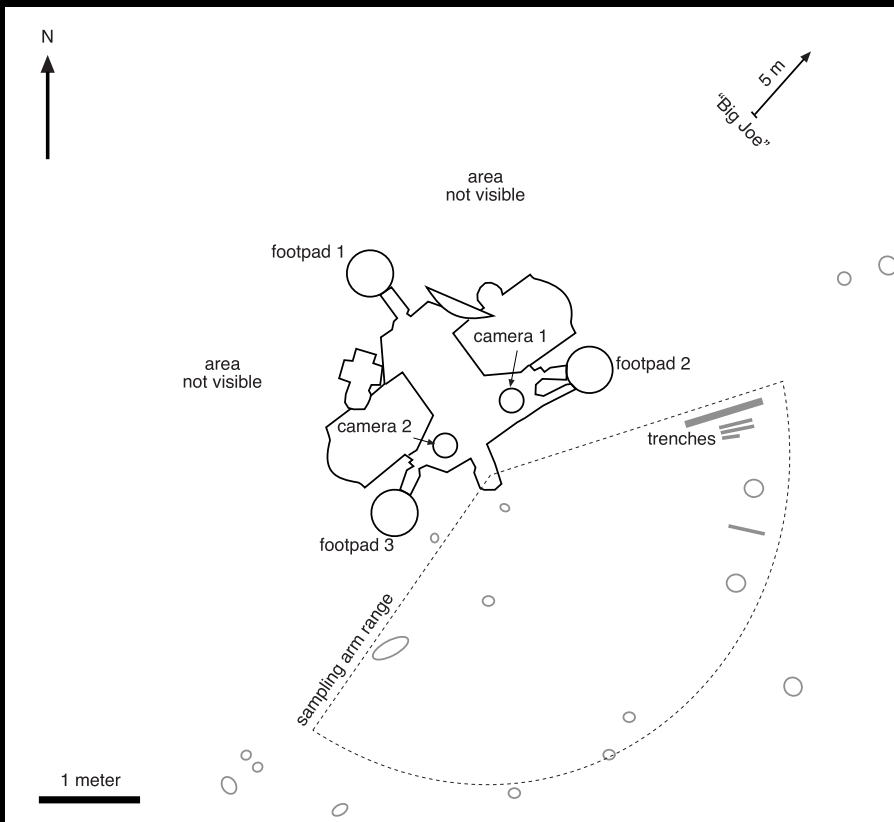 N
5 m
“Big Joe”
area
not visible
footpad 1
camera 1
area
not visible
footpad 2
camera 2
trenches
footpad 3
sampling arm range
1 meter